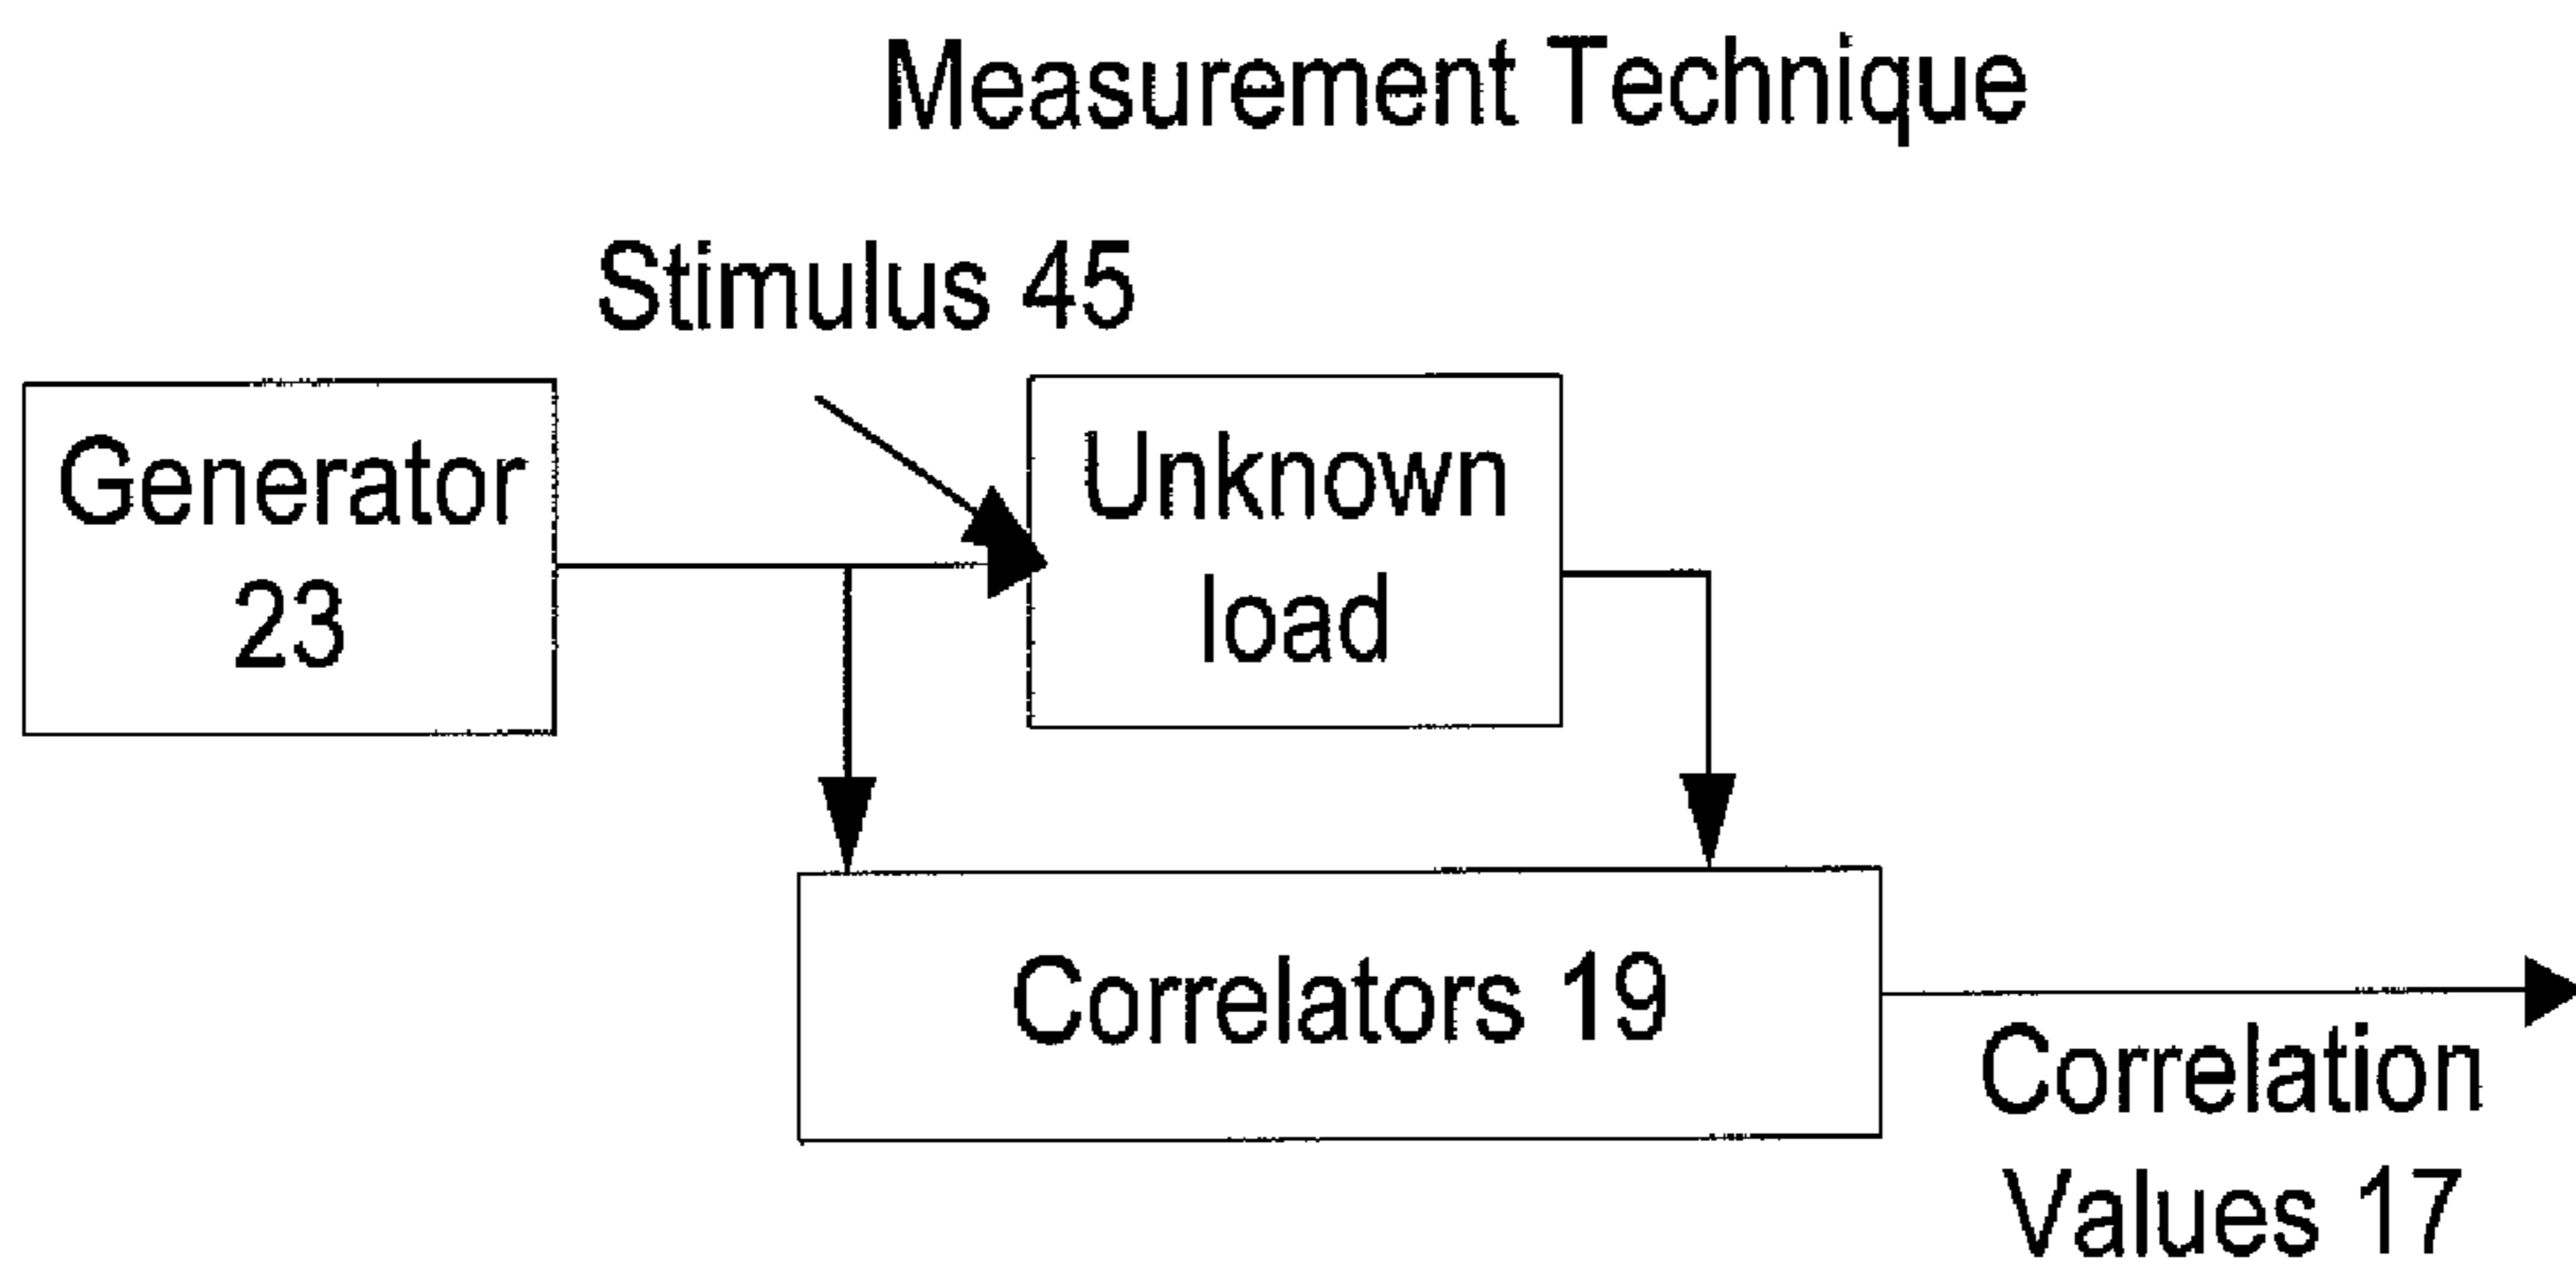 Measurement Technique
Stimulus 45
Generator
23
Unknown
load
Correlators 19
Correlation
Values 17